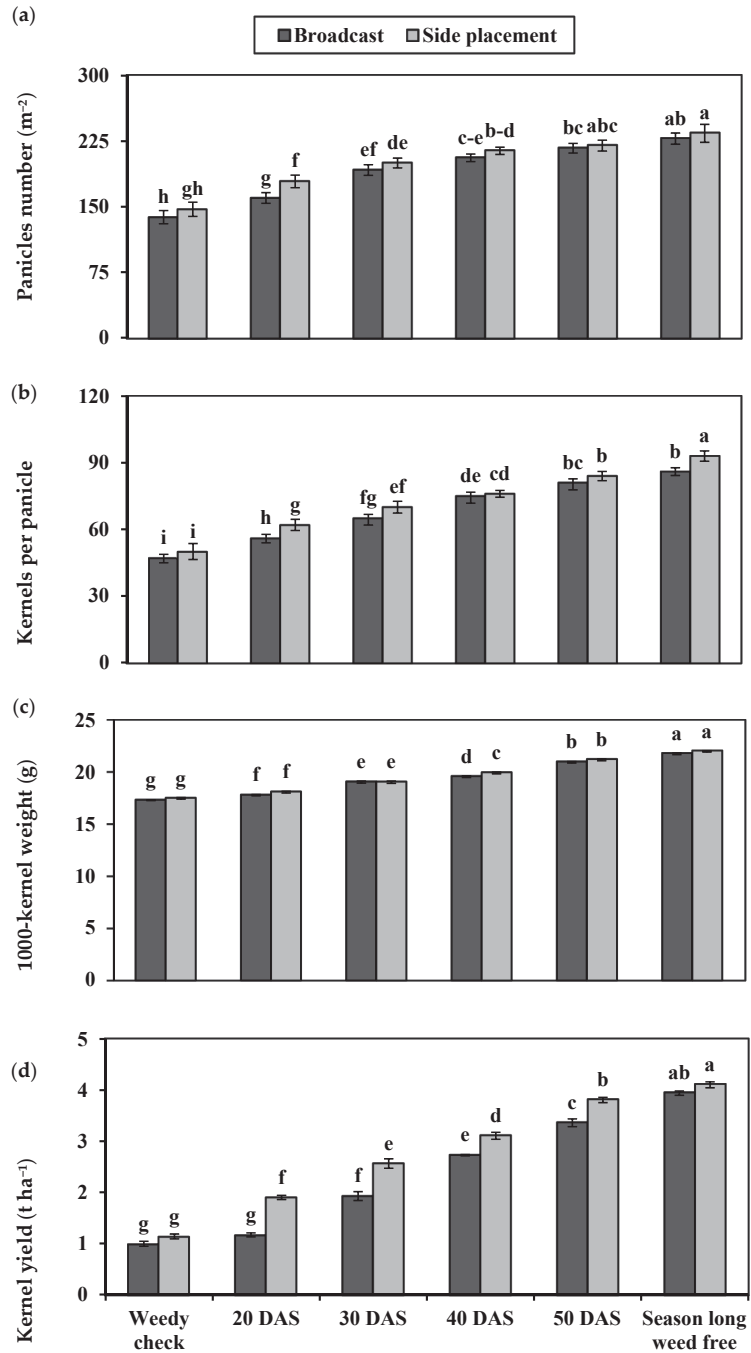 (a)
Broadcast Side placement
Panicles number (m⁻²)
300
225
150
75
0
h gh g f ef de c-e b-d bc abc ab a
(b)
Kernels per panicle
120
90
60
30
0
i i h g fg ef de cd bc b b a
(c)
1000-kernel weight (g)
25
20
15
10
5
0
g g f f e e d c b b a a
(d)
Kernel yield (t ha⁻¹)
5
4
3
2
1
0
g g g f f e e d c b ab a
Weedy 20 DAS 30 DAS 40 DAS 50 DAS Season long
check weed free